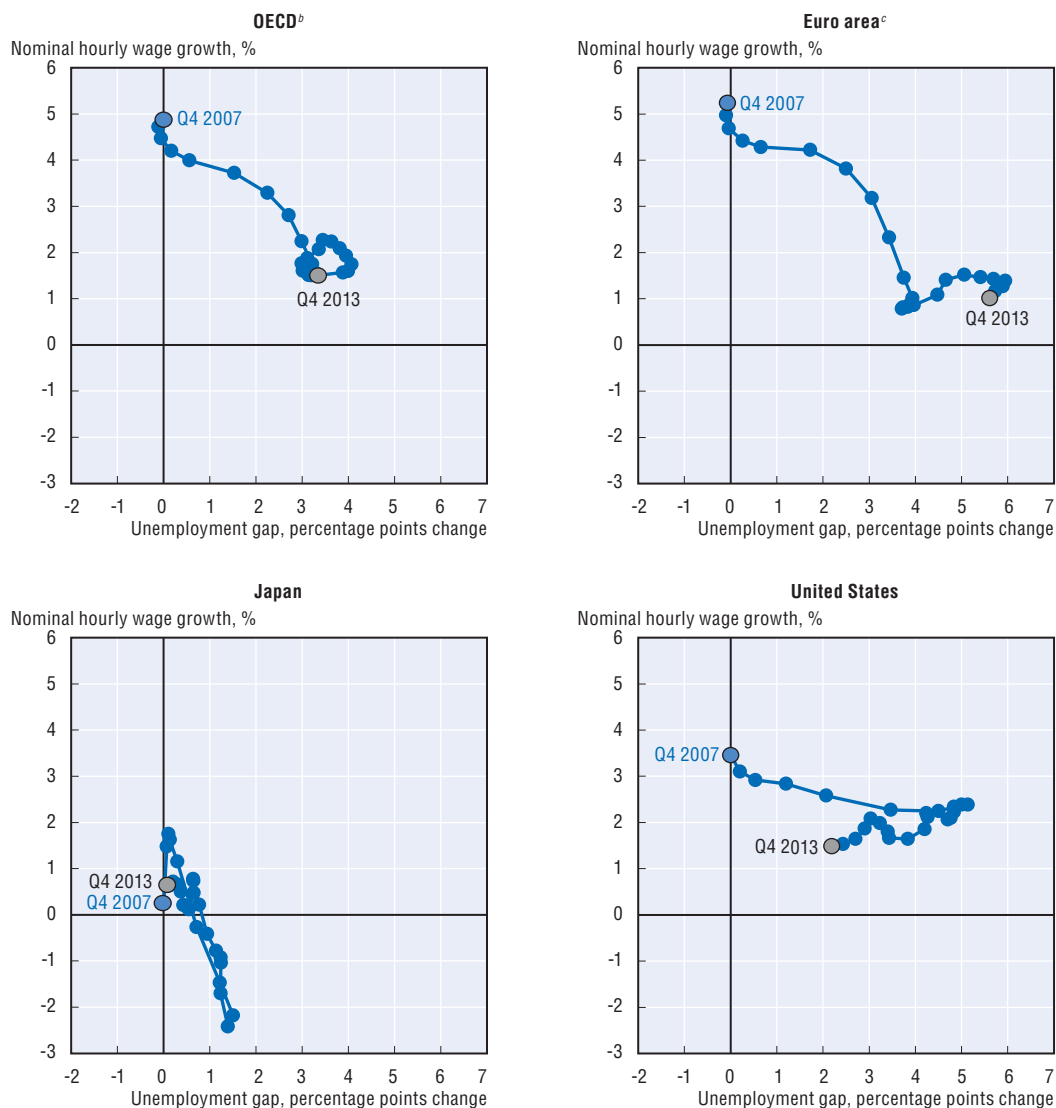 OECDb
Nominal hourly wage growth, %
6
5
4
3
2
1
0
-1
-2
-3
Q4 2007
Q4 2013
-2 -1 0 1 2 3 4 5 6 7
Unemployment gap, percentage points change
Euro areac
Nominal hourly wage growth, %
6
5
4
3
2
1
0
-1
-2
-3
Q4 2007
Q4 2013
-2 -1 0 1 2 3 4 5 6 7
Unemployment gap, percentage points change
Japan
Nominal hourly wage growth, %
6
5
4
3
2
1
0
-1
-2
-3
Q4 2013
Q4 2007
-2 -1 0 1 2 3 4 5 6 7
Unemployment gap, percentage points change
United States
Nominal hourly wage growth, %
6
5
4
3
2
1
0
-1
-2
-3
Q4 2007
Q4 2013
-2 -1 0 1 2 3 4 5 6 7
Unemployment gap, percentage points change